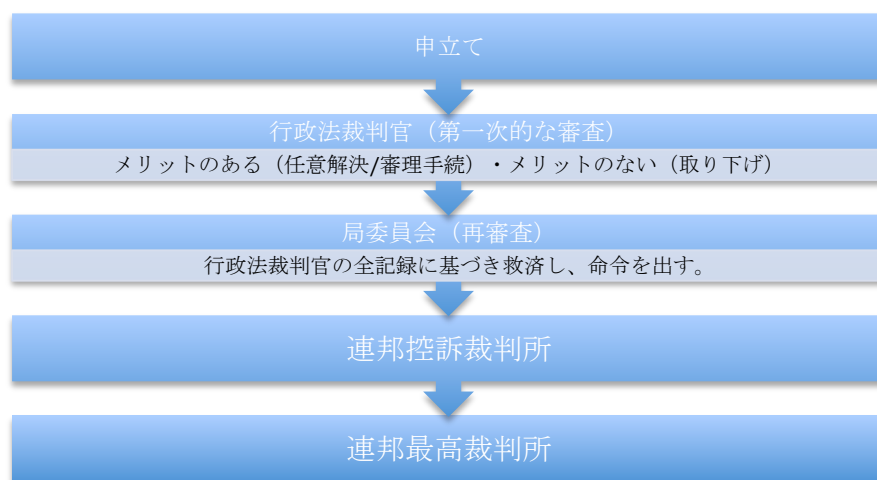 申立て
行政法裁判官（第一次的な審査）
メリットのある（任意解決/審理手続）・メリットのない（取り下げ）
局委員会（再審査）
行政法裁判官の全記録に基づき救済し、命令を出す。
連邦控訴裁判所
連邦最高裁判所